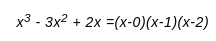 x³ - 3x² + 2x =(x-0)(x-1)(x-2)